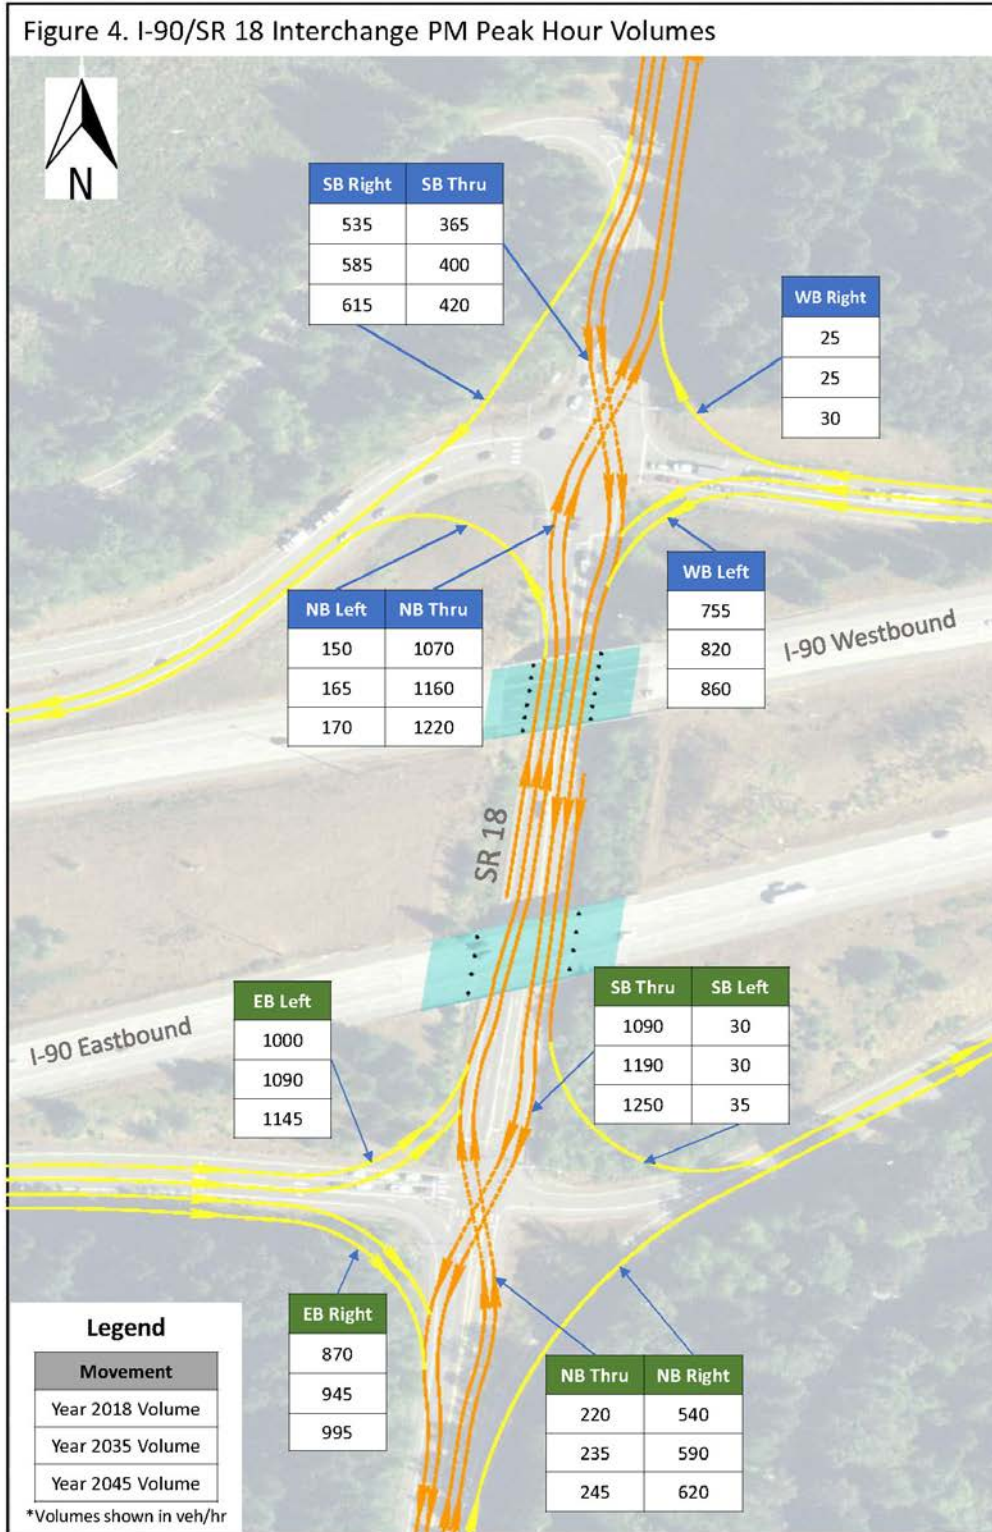 Figure 4. I-90/SR 18 Interchange PM Peak Hour Volumes
N
SB Right SB Thru
535 365
585 400
615 420
WB Right
25
25
30
NB Left NB Thru
150 1070
165 1160
170 1220
WB Left
755
820
860
I-90 Westbound
SR 18
EB Left
1000
1090
1145
SB Thru SB Left
1090 30
1190 30
1250 35
I-90 Eastbound
EB Right
870
945
995
NB Thru NB Right
220 540
235 590
245 620
Legend
Movement
Year 2018 Volume
Year 2035 Volume
Year 2045 Volume
*Volumes shown in veh/hr